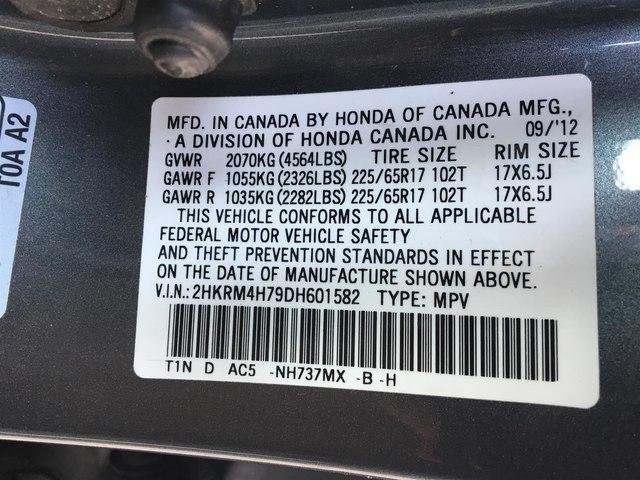 MFD. IN CANADA BY HONDA OF CANADA MFG.,
A DIVISION OF HONDA CANADA INC. 09/'12
GVWR 2070KG (4564LBS) TIRE SIZE RIM SIZE
GAWR F 1055KG (2326LBS) 225/65R17 102T 17X6.5J
GAWR R 1035KG (2282LBS) 225/65R17 102T 17X6.5J
THIS VEHICLE CONFORMS TO ALL APPLICABLE
FEDERAL MOTOR VEHICLE SAFETY
AND THEFT PREVENTION STANDARDS IN EFFECT
ON THE DATE OF MANUFACTURE SHOWN ABOVE.
V.I.N.: 2HKRM4H79DH601582 TYPE: MPV
T1N D AC5 -NH737MX -B -H
T0A A2